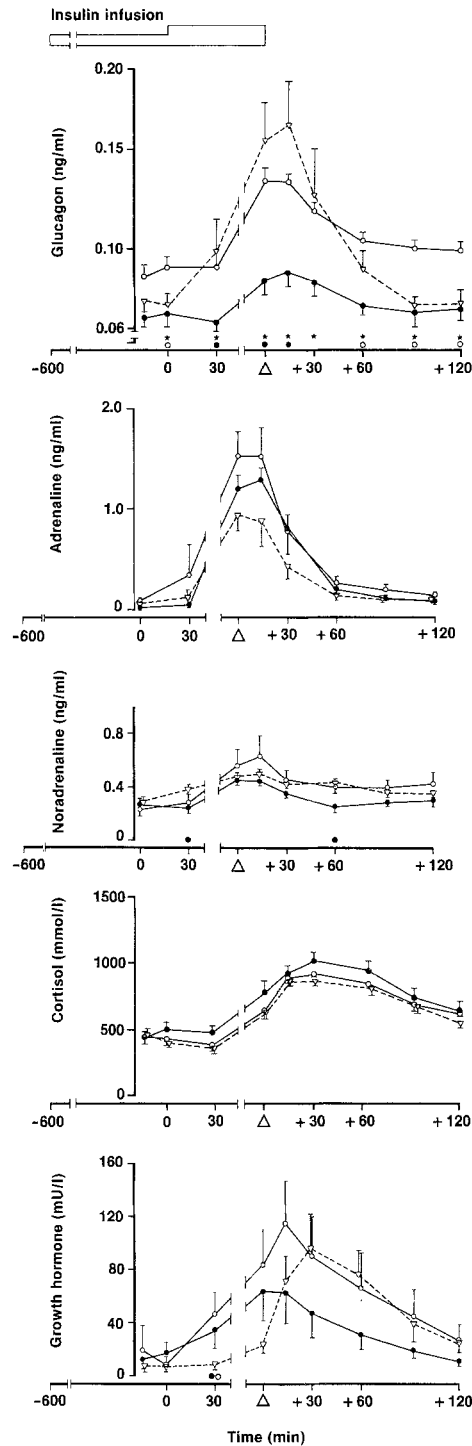 Insulin infusion
Glucagon (ng/ml)
0.20
0.15
0.10
0.06
* * * * * * * *
-600 0 30 Δ +30 +60 +120
Adrenaline (ng/ml)
2.0
1.0
0
-600 0 30 Δ +30 +60 +120
Noradrenaline (ng/ml)
0.8
0.4
0
-600 0 30 Δ +30 +60 +120
Cortisol (mmol/l)
1500
1000
500
0
-600 0 30 Δ +30 +60 +120
Growth hormone (mU/l)
160
120
80
40
0
-600 0 30 Δ +30 +60 +120
Time (min)